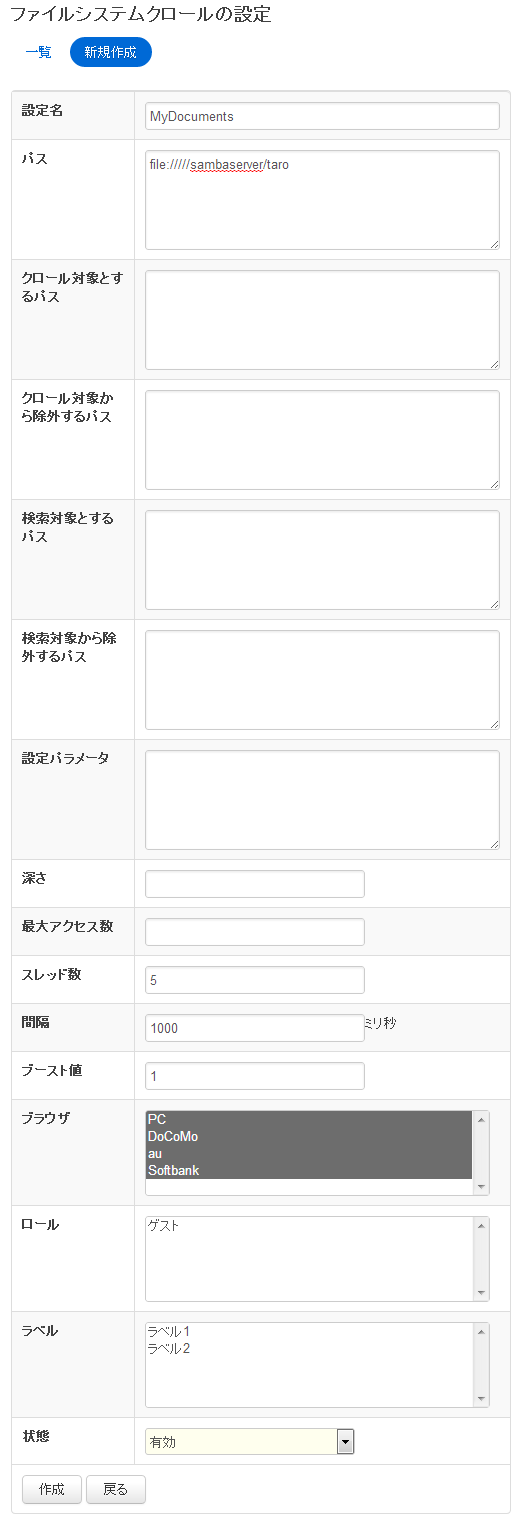 ファイルシステムクロールの設定
一覧 新規作成
設定名 MyDocuments
パス file://///sambaserver/taro
クロール対象とす
るパス
クロール対象か
ら除外するパス
検索対象とする
パス
検索対象から除
外するパス
設定パラメータ
深さ
最大アクセス数
スレッド数 5
間隔 1000 ミリ秒
ブースト値 1
ブラウザ PC
DoCoMo
au
Softbank
ロール ゲスト
ラベル ラベル1
ラベル2
状態 有効
作成 戻る